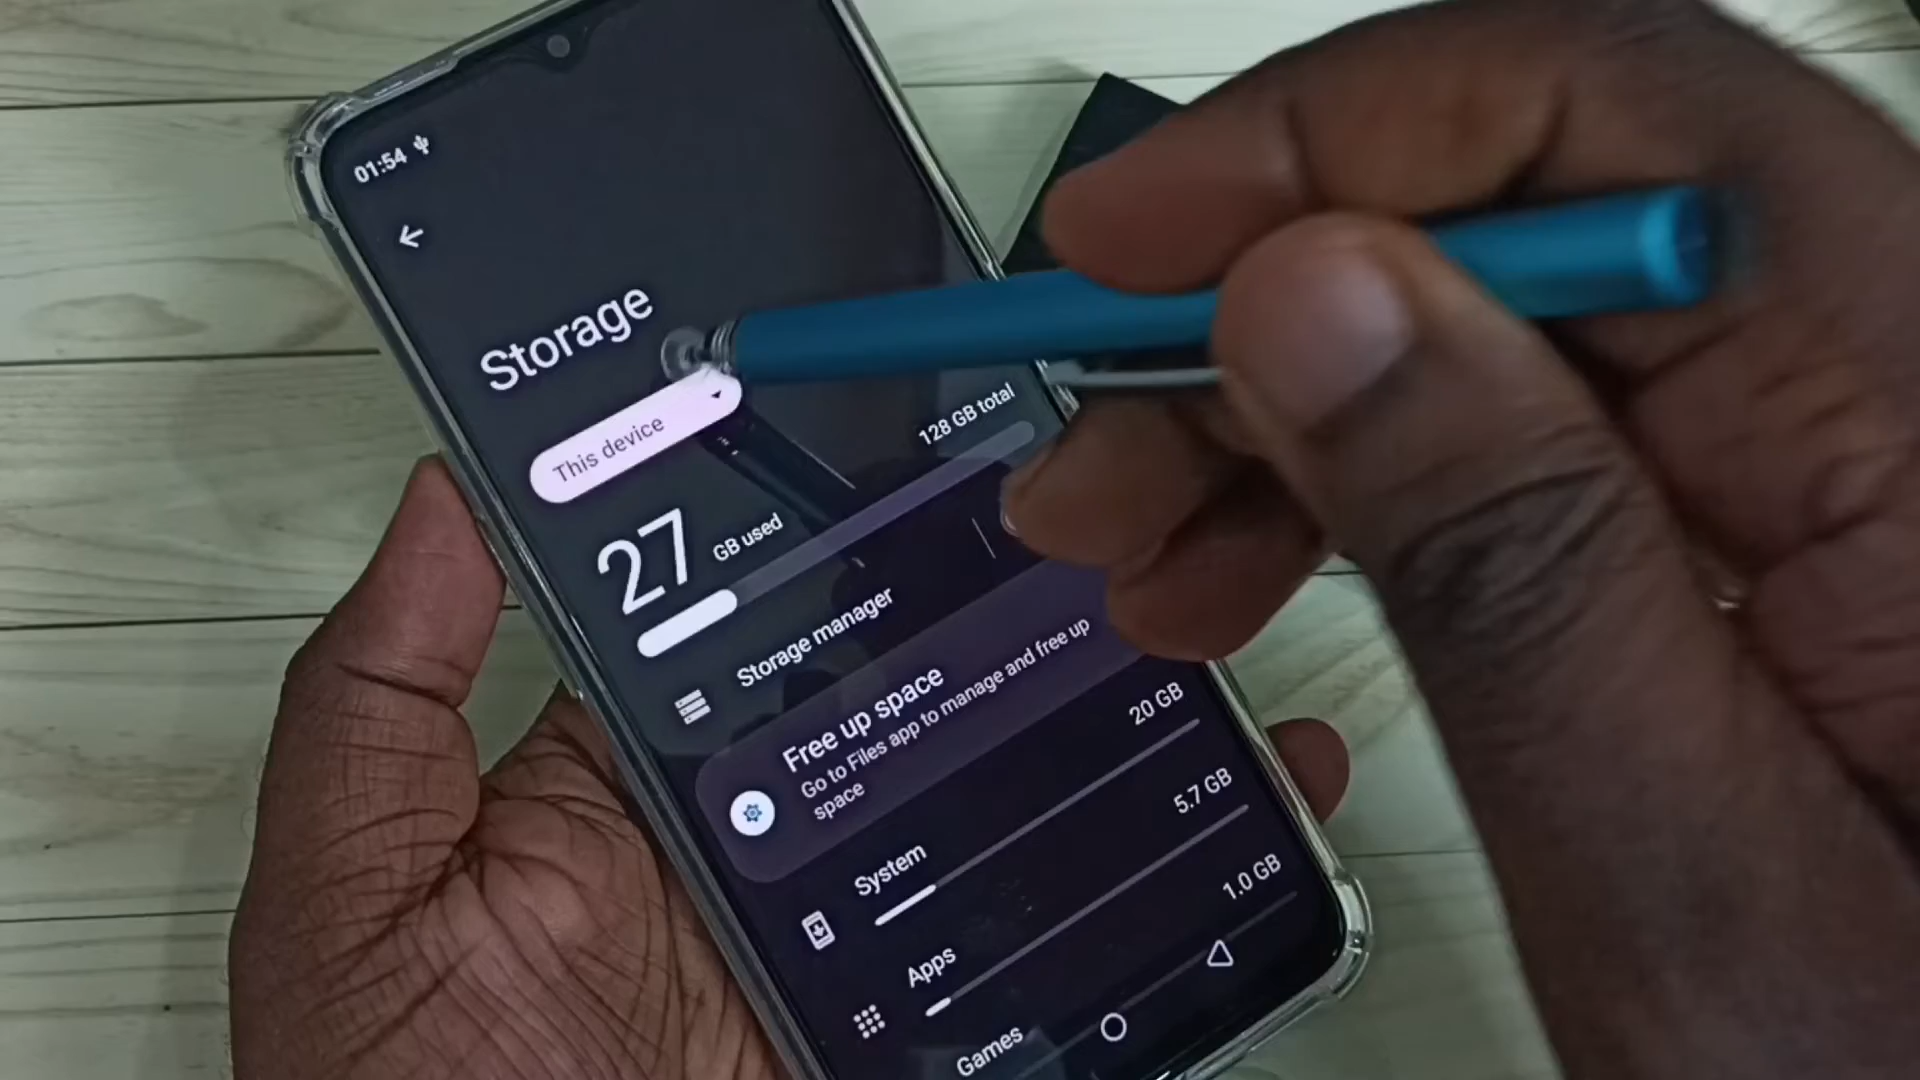 01:54
Storage
This device
27 GB used
128 GB total
Storage manager
Free up space
Go to Files app to manage and free up
space
System
20 GB
Apps
5.7 GB
Games
1.0 GB